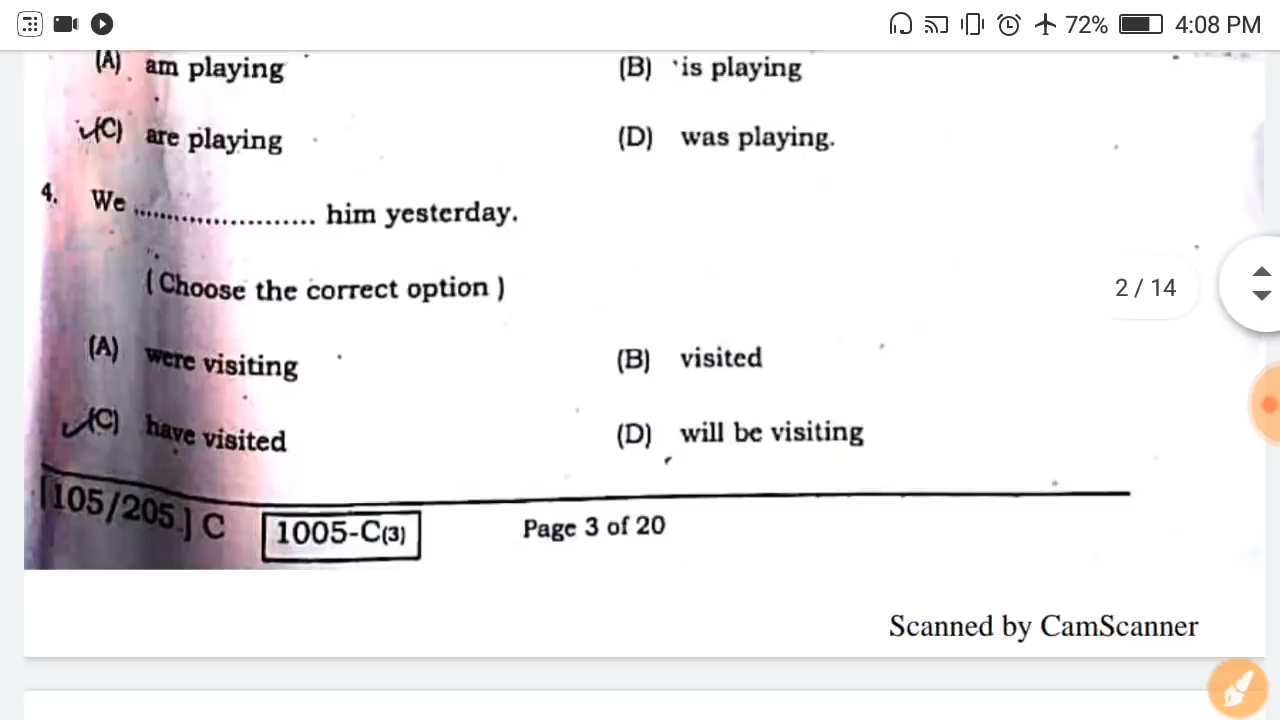 72% 4:08 PM
(A) am playing (B) is playing
(C) are playing (D) was playing.
4. We ........................ him yesterday.
( Choose the correct option )
2 / 14
(A) were visiting (B) visited
(C) have visited (D) will be visiting
[105/205] C 1005-C(3) Page 3 of 20
Scanned by CamScanner